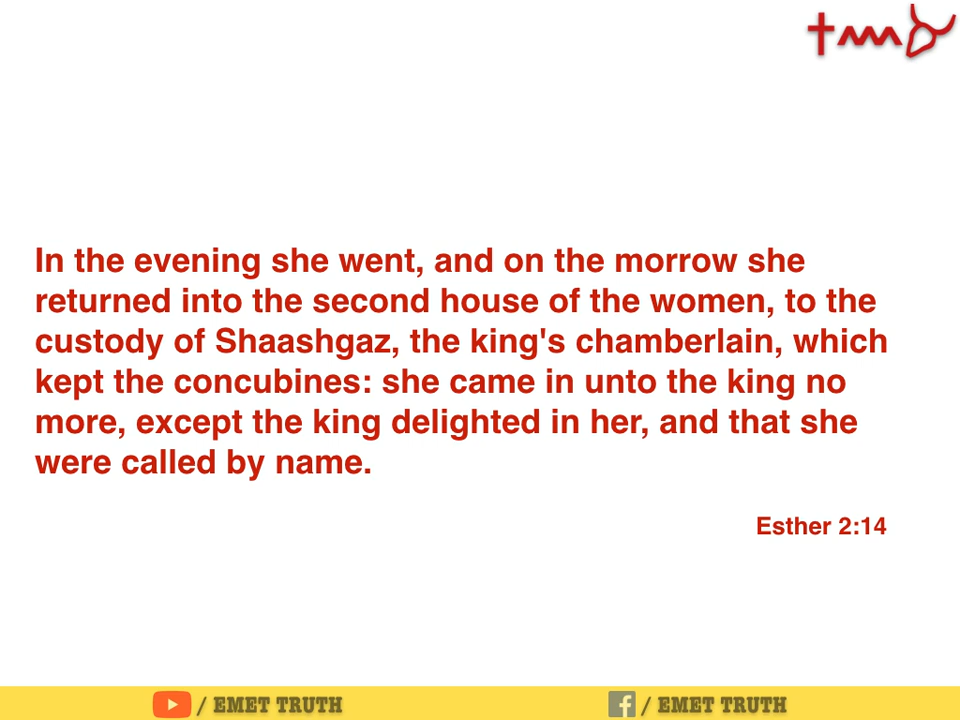 In the evening she went, and on the morrow she
returned into the second house of the women, to the
custody of Shaashgaz, the king's chamberlain, which
kept the concubines: she came in unto the king no
more, except the king delighted in her, and that she
were called by name.
Esther 2:14
/ EMET TRUTH
/ EMET TRUTH